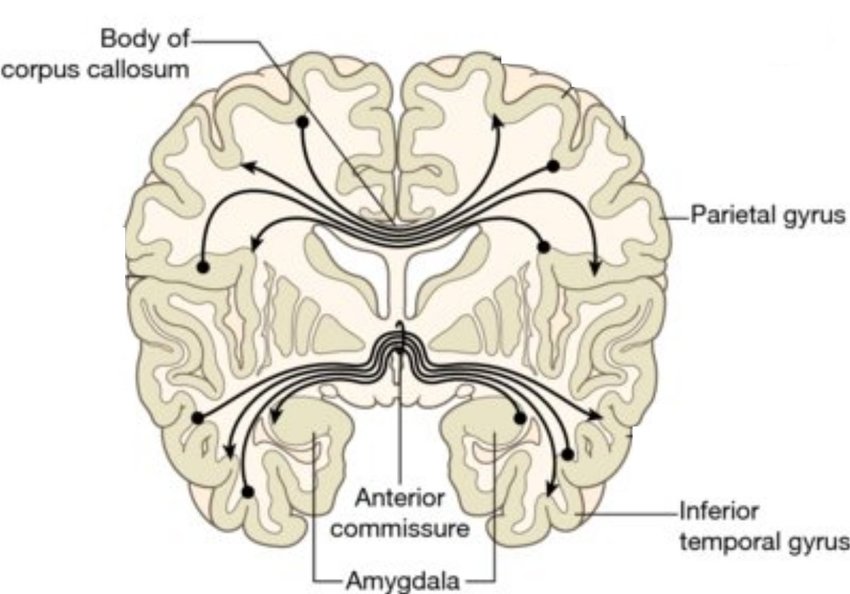 Body of
corpus callosum
Parietal gyrus
Anterior
commissure
Inferior
temporal gyrus
Amygdala